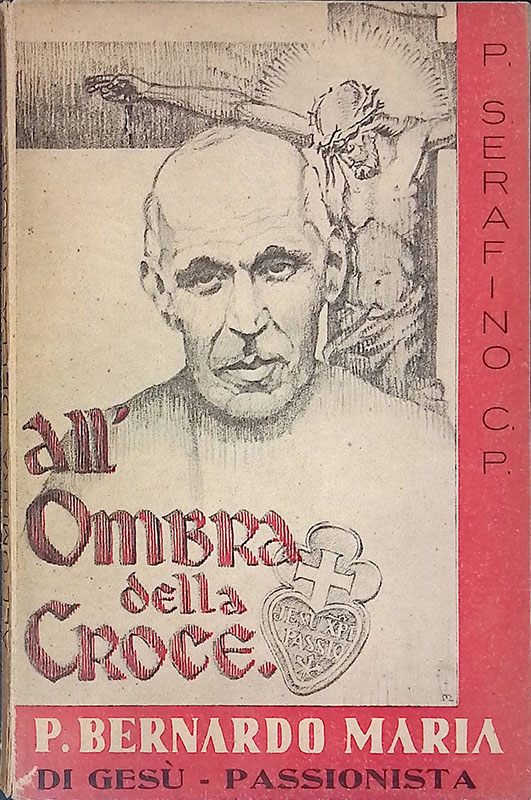 P. SERAFINO C.P.
all'
OMBRA
della
CROCE.
JESU XPI
PASSIO
P. BERNARDO MARIA
DI GESÙ - PASSIONISTA